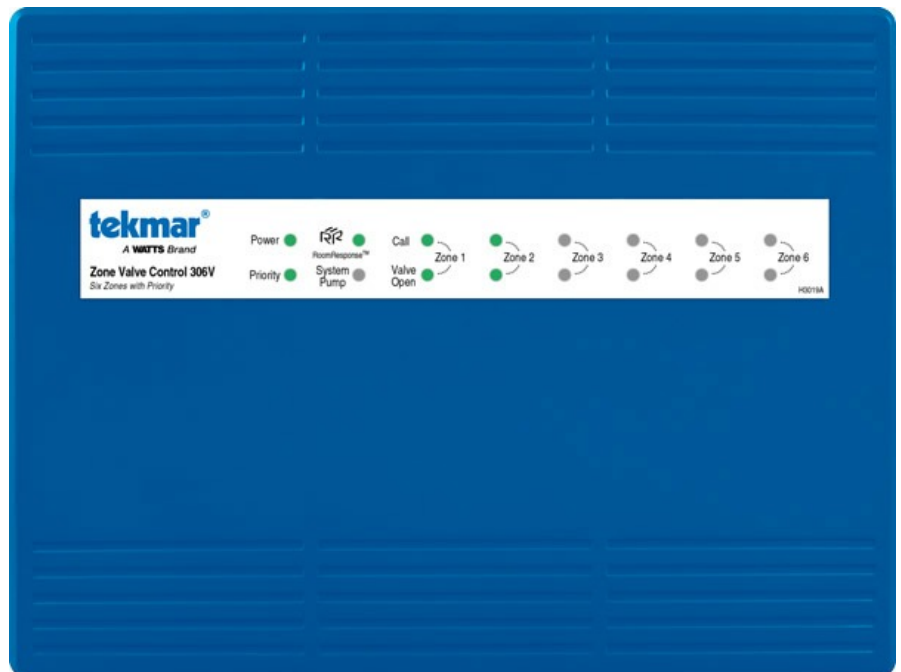 tekmar®
A WATTS Brand
Zone Valve Control 306V
Six Zones with Priority
Power
Priority
RoomResponse™
System
Pump
Call
Valve
Open
Zone 1
Zone 2
Zone 3
Zone 4
Zone 5
Zone 6
H3019A